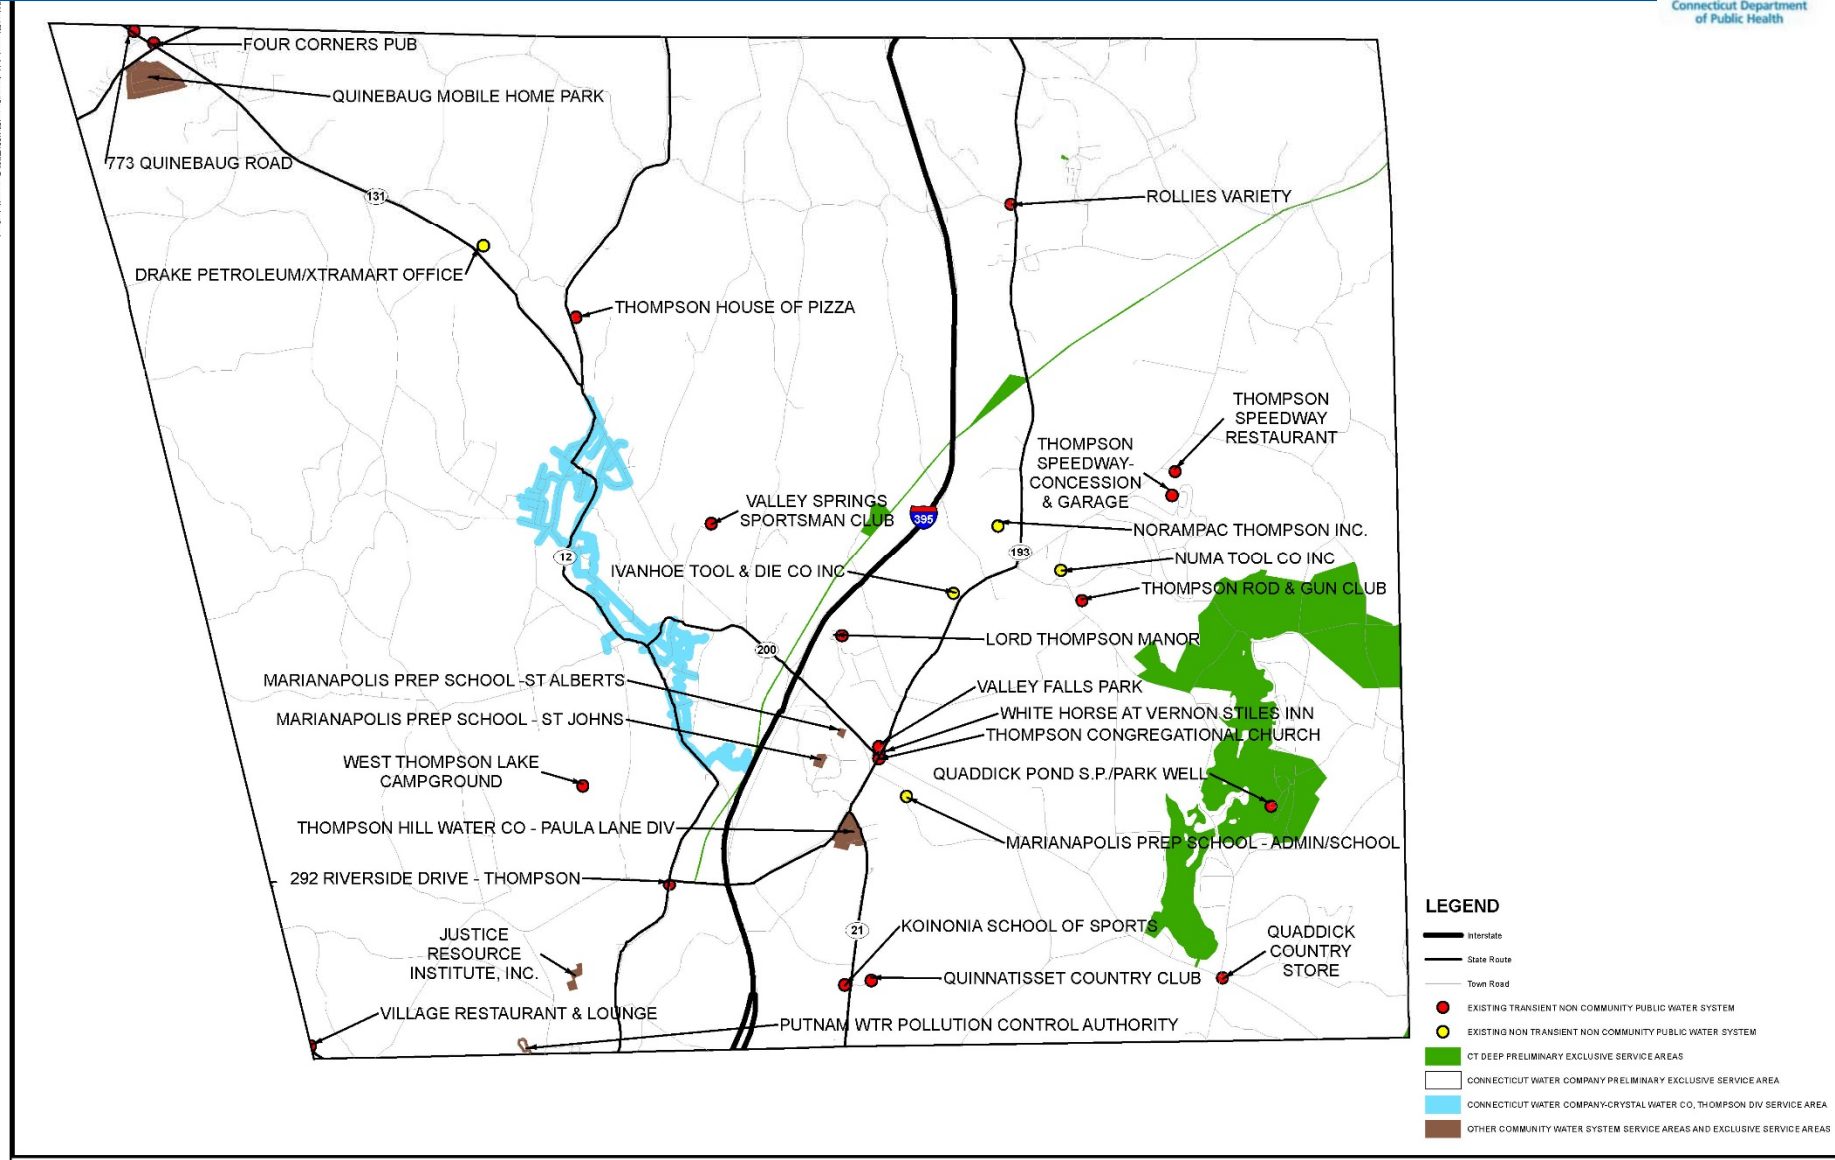 Connecticut Department
of Public Health
FOUR CORNERS PUB
QUINEBAUG MOBILE HOME PARK
773 QUINEBAUG ROAD
131
ROLLIES VARIETY
DRAKE PETROLEUM/XTRAMART OFFICE
THOMPSON HOUSE OF PIZZA
THOMPSON
SPEEDWAY
RESTAURANT
THOMPSON
SPEEDWAY-
CONCESSION
& GARAGE
VALLEY SPRINGS
SPORTSMAN CLUB
395
NORAMPAC THOMPSON INC.
12
193
NUMA TOOL CO INC
IVANHOE TOOL & DIE CO INC
THOMPSON ROD & GUN CLUB
LORD THOMPSON MANOR
200
MARIANAPOLIS PREP SCHOOL -ST ALBERTS
VALLEY FALLS PARK
MARIANAPOLIS PREP SCHOOL - ST JOHNS
WHITE HORSE AT VERNON STILES INN
THOMPSON CONGREGATIONAL CHURCH
WEST THOMPSON LAKE
CAMPGROUND
QUADDICK POND S.P./PARK WELL
THOMPSON HILL WATER CO - PAULA LANE DIV
MARIANAPOLIS PREP SCHOOL - ADMIN/SCHOOL
292 RIVERSIDE DRIVE - THOMPSON
KOINONIA SCHOOL OF SPORTS
21
JUSTICE
RESOURCE
INSTITUTE, INC.
QUADDICK
COUNTRY
STORE
QUINNATISSET COUNTRY CLUB
VILLAGE RESTAURANT & LOUNGE
PUTNAM WTR POLLUTION CONTROL AUTHORITY
LEGEND
Interstate
State Route
Town Road
EXISTING TRANSIENT NON COMMUNITY PUBLIC WATER SYSTEM
EXISTING NON TRANSIENT NON COMMUNITY PUBLIC WATER SYSTEM
CT DEEP PRELIMINARY EXCLUSIVE SERVICE AREAS
CONNECTICUT WATER COMPANY PRELIMINARY EXCLUSIVE SERVICE AREA
CONNECTICUT WATER COMPANY-CRYSTAL WATER CO, THOMPSON DIV SERVICE AREA
OTHER COMMUNITY WATER SYSTEM SERVICE AREAS AND EXCLUSIVE SERVICE AREAS